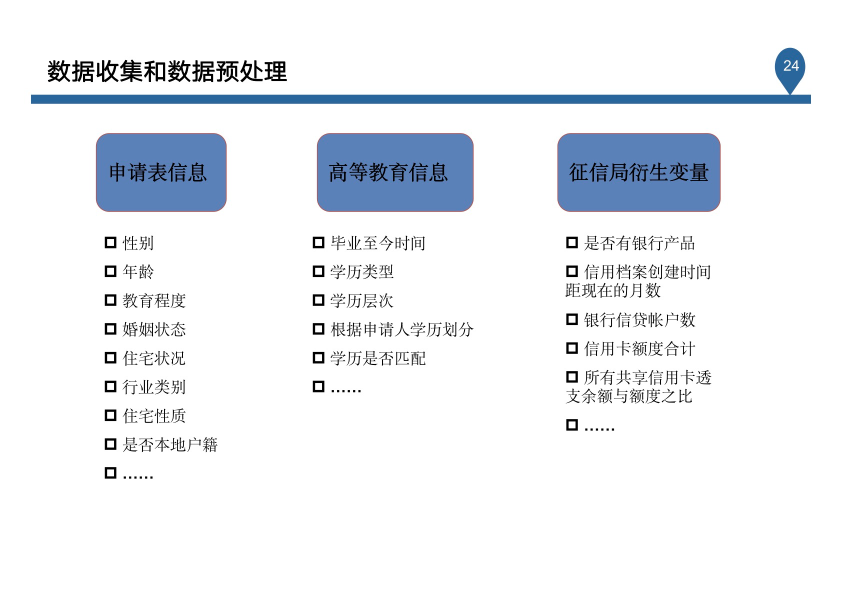 数据收集和数据预处理
24
申请表信息
性别
年龄
教育程度
婚姻状态
住宅状况
行业类别
住宅性质
是否本地户籍
......
高等教育信息
毕业至今时间
学历类型
学历层次
根据申请人学历划分
学历是否匹配
......
征信局衍生变量
是否有银行产品
信用档案创建时间
距现在的月数
银行信贷帐户数
信用卡额度合计
所有共享信用卡透
支余额与额度之比
......